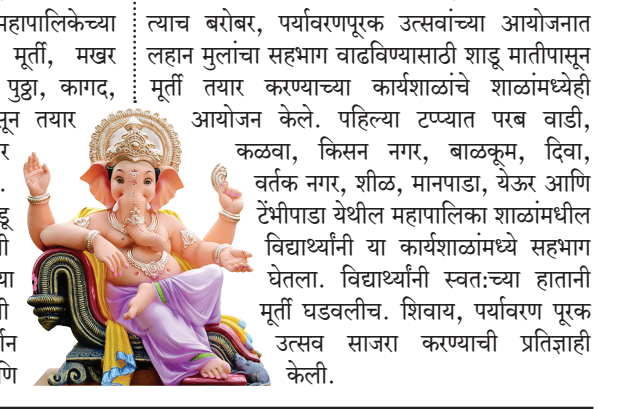 महापालिकेच्या
मूर्ती, मखर
पुठ्ठा, कागद,
तयार
त्याच बरोबर, पर्यावरणपूरक उत्सवांच्या आयोजनात
लहान मुलांचा सहभाग वाढविण्यासाठी शाडू मातीपासून
मूर्ती तयार करण्याच्या कार्यशाळांचे शाळांमध्येही
आयोजन केले. पहिल्या टप्प्यात परब वाडी,
कळवा, किसन नगर, बाळकूम, दिवा,
वर्तक नगर, शीळ, मानपाडा, येऊर आणि
टेंभीपाडा येथील महापालिका शाळांमधील
विद्यार्थ्यांनी या कार्यशाळांमध्ये सहभाग
घेतला. विद्यार्थ्यांनी स्वत:च्या हातानी
मूर्ती घडवलीच. शिवाय, पर्यावरण पूरक
उत्सव साजरा करण्याची प्रतिज्ञाही
केली.